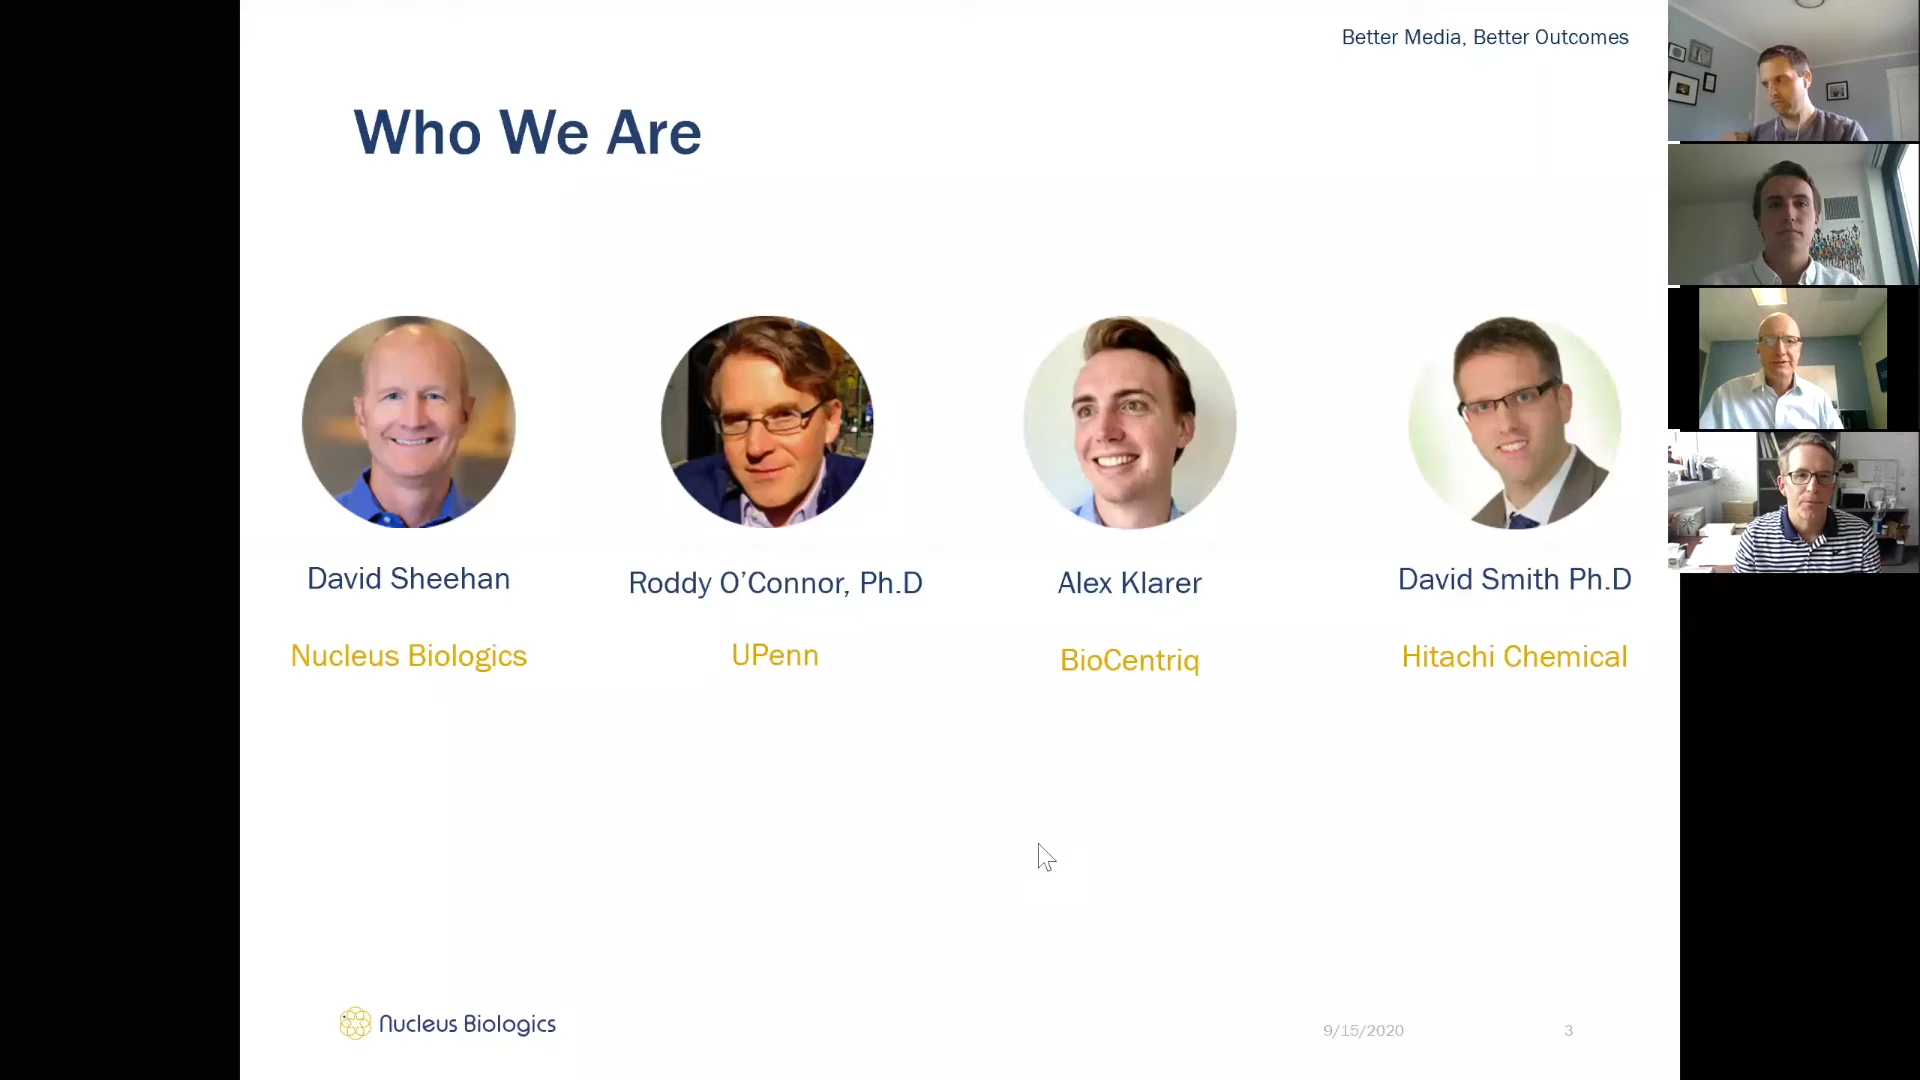 Better Media, Better Outcomes
Who We Are
David Sheehan
Roddy O’Connor, Ph.D
Alex Klarer
David Smith Ph.D
Nucleus Biologics
UPenn
BioCentriq
Hitachi Chemical
Nucleus Biologics
9/15/2020
3